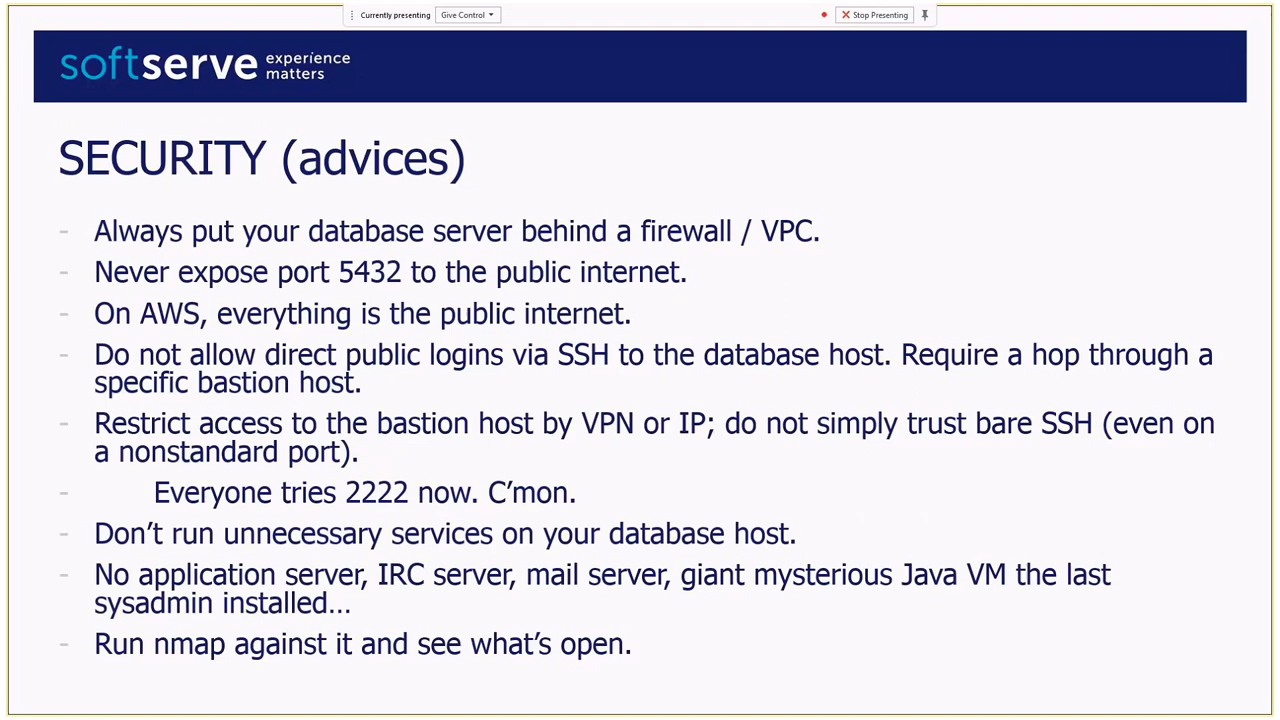 Currently presenting Give Control Stop Presenting
softserve experience
matters
SECURITY (advices)
- Always put your database server behind a firewall / VPC.
- Never expose port 5432 to the public internet.
- On AWS, everything is the public internet.
- Do not allow direct public logins via SSH to the database host. Require a hop through a
specific bastion host.
- Restrict access to the bastion host by VPN or IP; do not simply trust bare SSH (even on
a nonstandard port).
- Everyone tries 2222 now. C’mon.
- Don’t run unnecessary services on your database host.
- No application server, IRC server, mail server, giant mysterious Java VM the last
sysadmin installed…
- Run nmap against it and see what’s open.